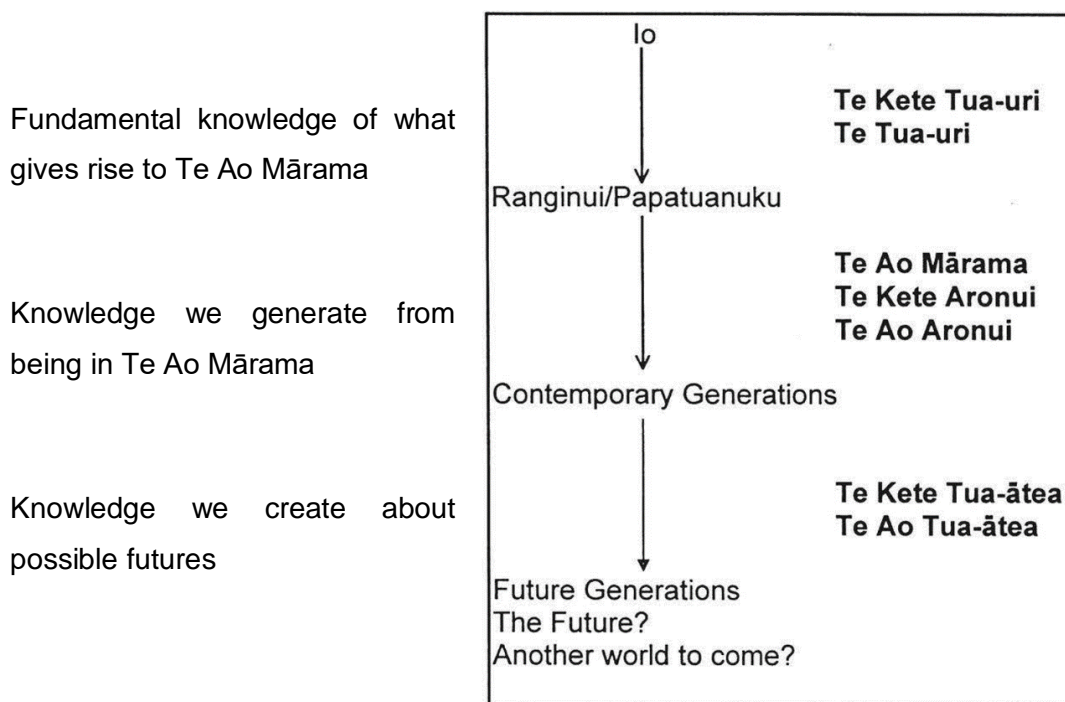 Io
Te Kete Tua-uri
Te Tua-uri
Fundamental knowledge of what
gives rise to Te Ao Mārama
Ranginui/Papatuanuku
Te Ao Mārama
Te Kete Aronui
Te Ao Aronui
Knowledge we generate from
being in Te Ao Mārama
Contemporary Generations
Te Kete Tua-ātea
Te Ao Tua-ātea
Knowledge we create about
possible futures
Future Generations
The Future?
Another world to come?